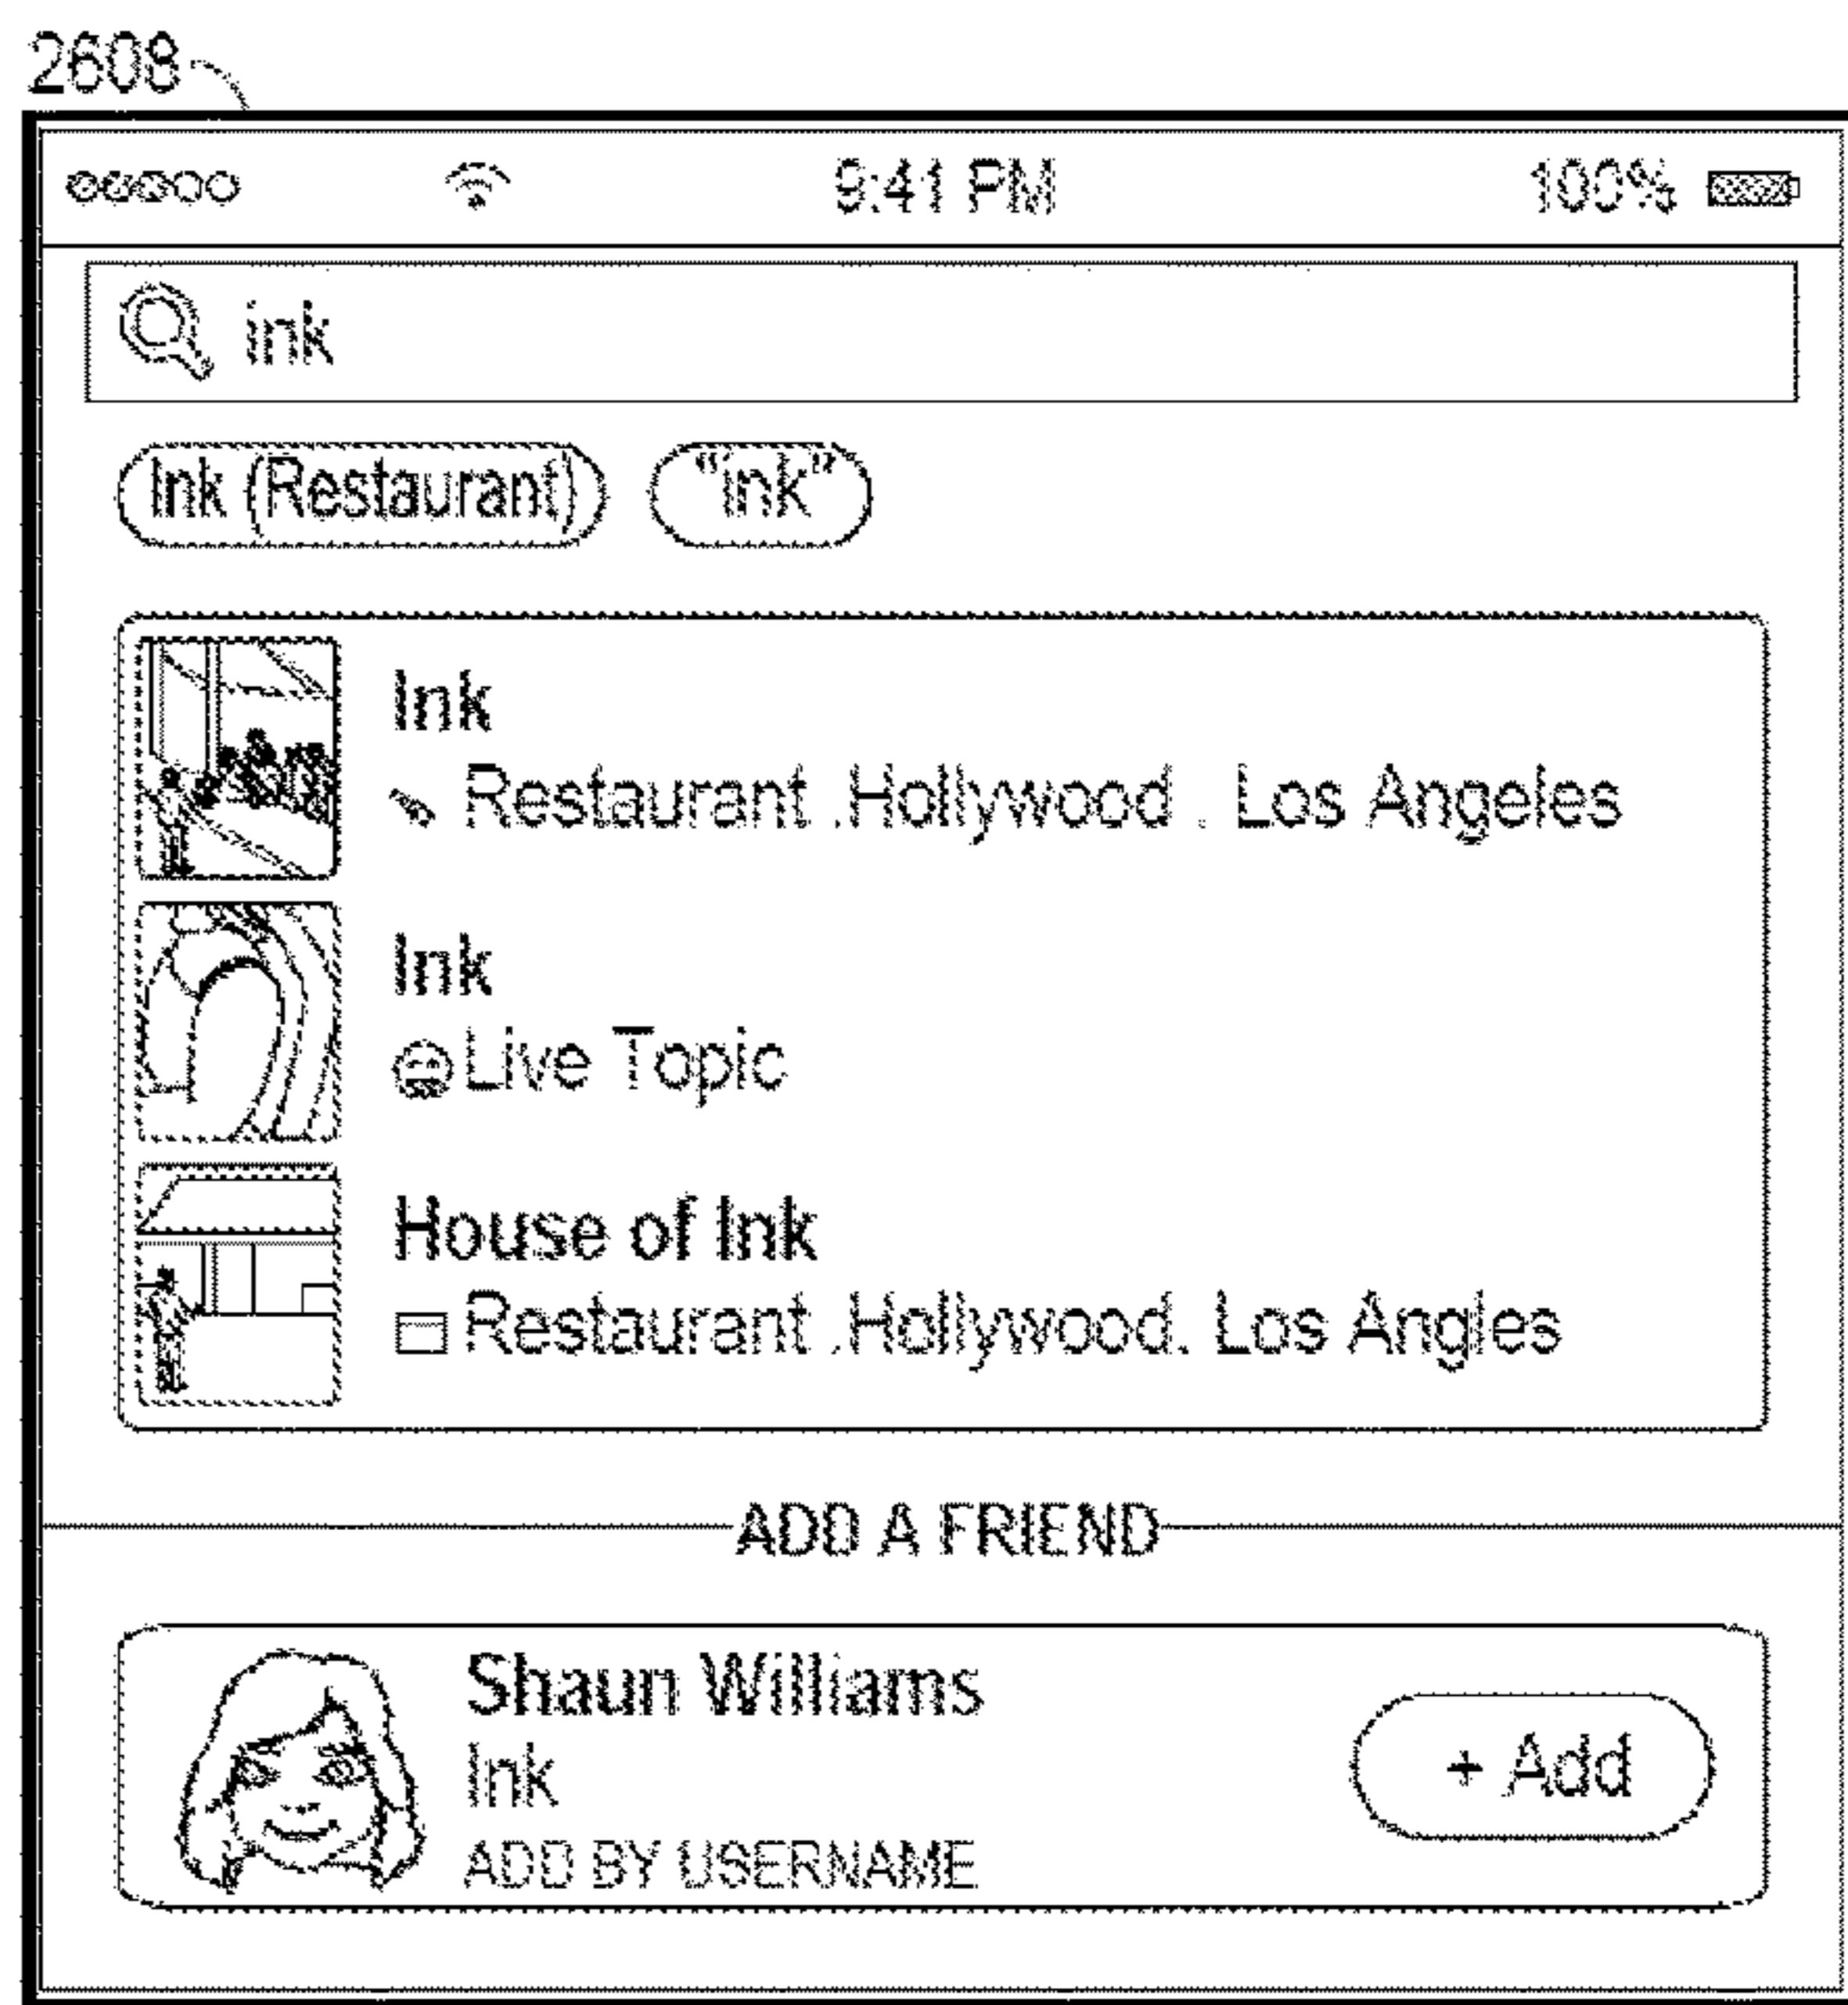 2608
9:41 PM 100%
ink
Ink (Restaurant) "ink"
Ink
Restaurant .Hollywood . Los Angeles
Ink
Live Topic
House of Ink
Restaurant .Hollywood. Los Angles
ADD A FRIEND
Shaun Williams
Ink
+ Add
ADD BY USERNAME